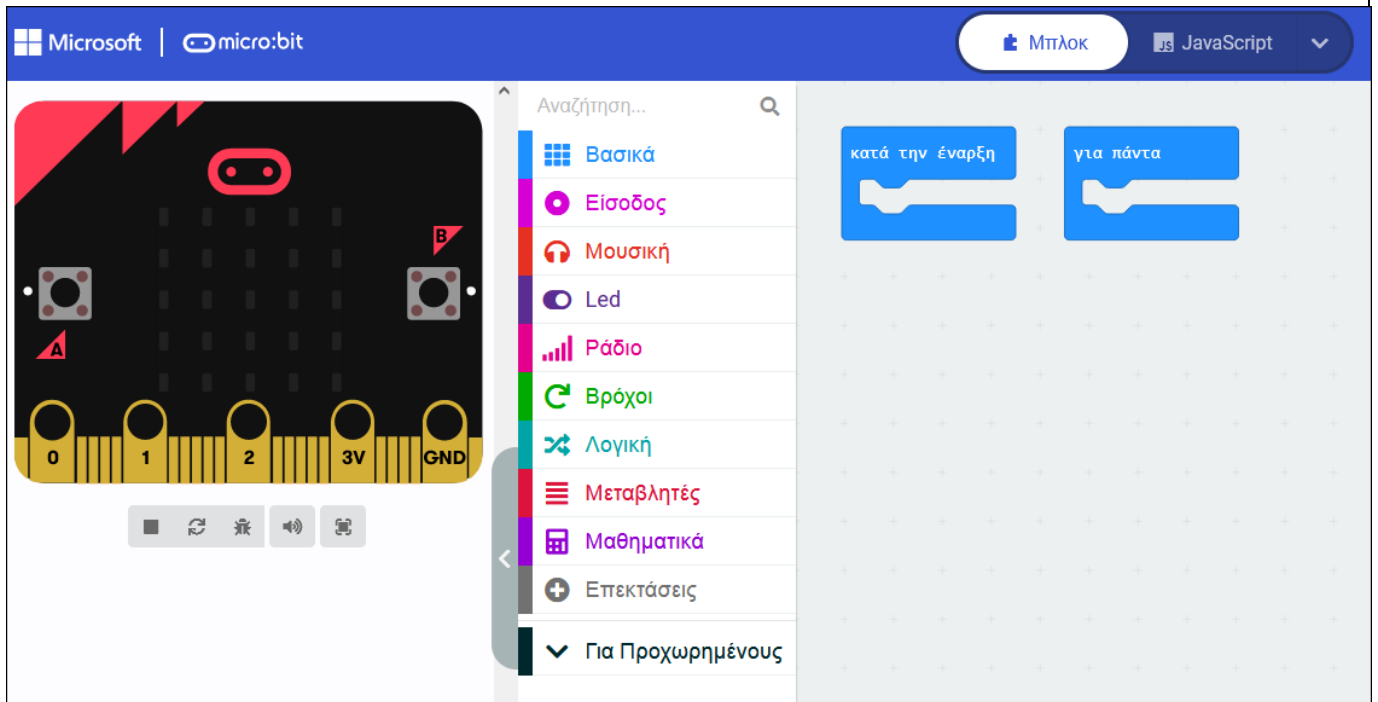 Microsoft micro:bit
Μπλοκ
JS JavaScript
Αναζήτηση...
Βασικά
Είσοδος
Μουσική
Led
Ράδιο
Βρόχοι
Λογική
Μεταβλητές
Μαθηματικά
Επεκτάσεις
Για Προχωρημένους
B
A
0 1 2 3V GND
κατά την έναρξη
για πάντα